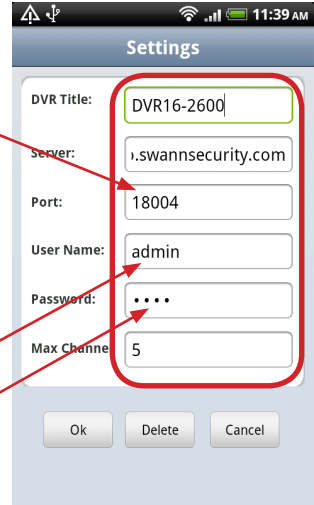 11:39 AM
Settings
DVR Title: DVR16-2600
Server: .swannsecurity.com
Port: 18004
User Name: admin
Password: ••••
Max Channe 5
Ok Delete Cancel